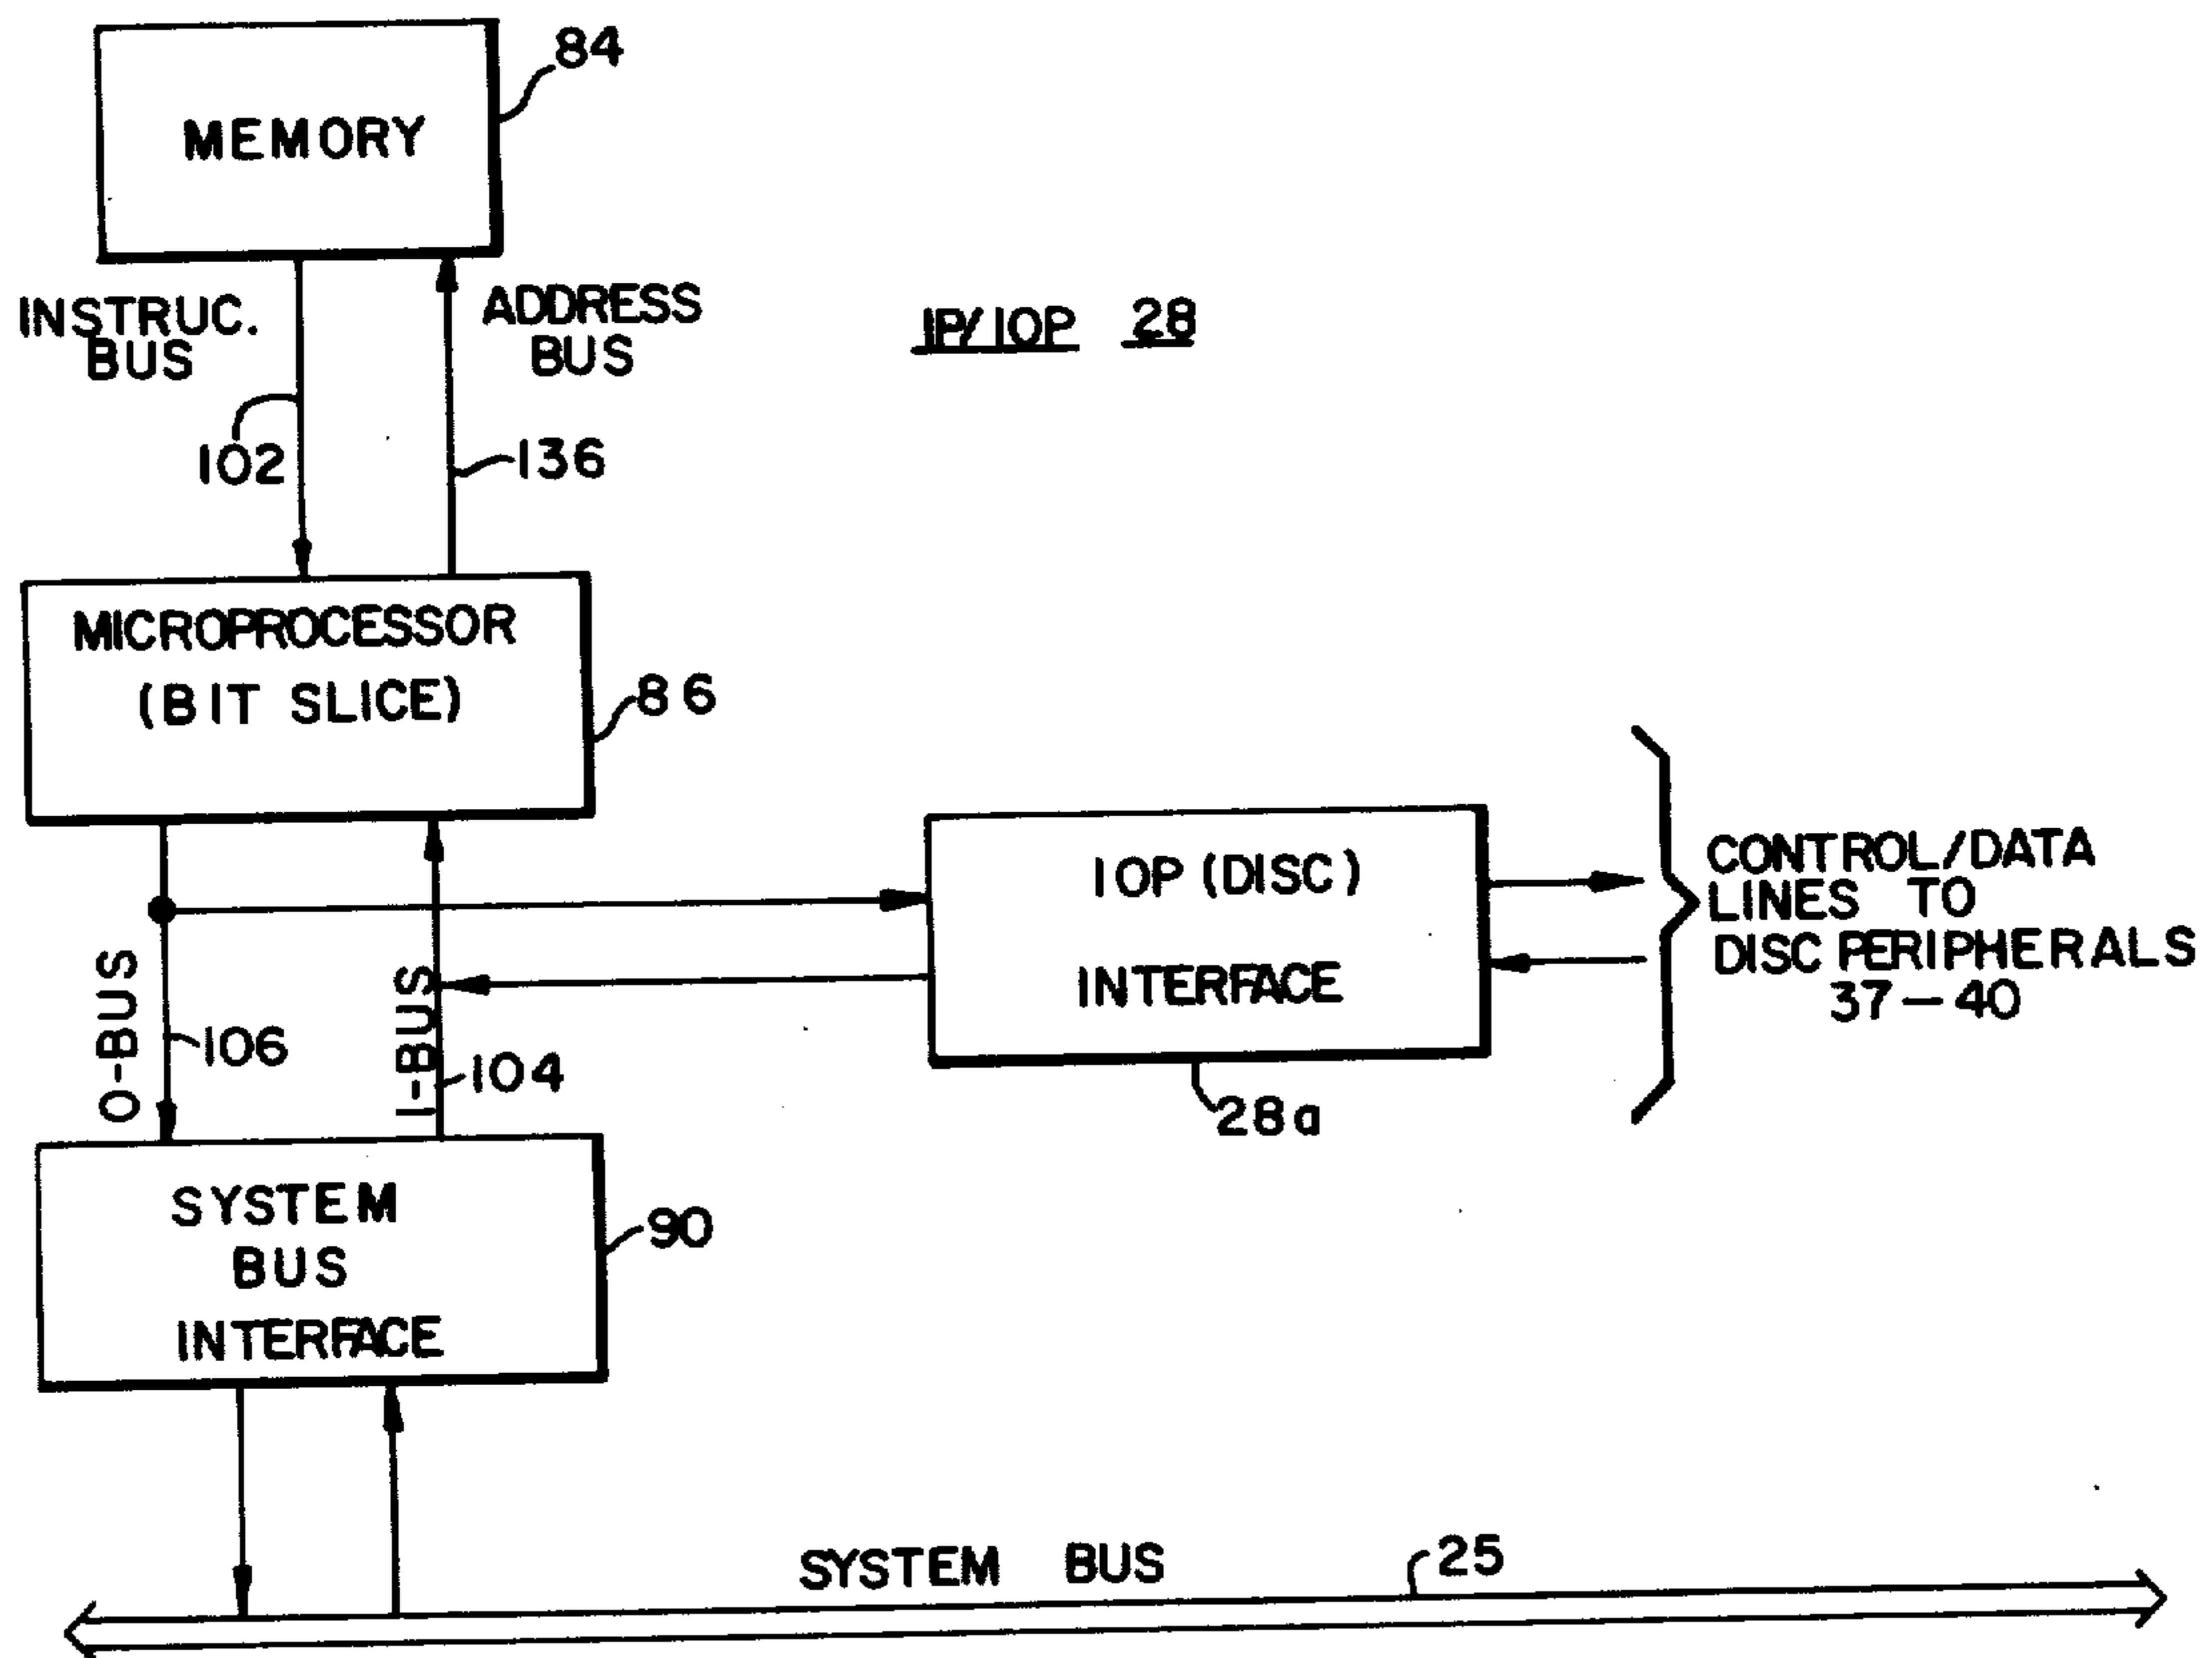 84
MEMORY
INSTRUC.
BUS
ADDRESS
BUS
IP/IOP 28
102
136
MICROPROCESSOR
(BIT SLICE)
86
IOP (DISC)
INTERFACE
28a
CONTROL/DATA
LINES TO
DISC PERIPHERALS
37-40
O-BUS
106
I-BUS
104
SYSTEM
BUS
INTERFACE
90
SYSTEM BUS
25